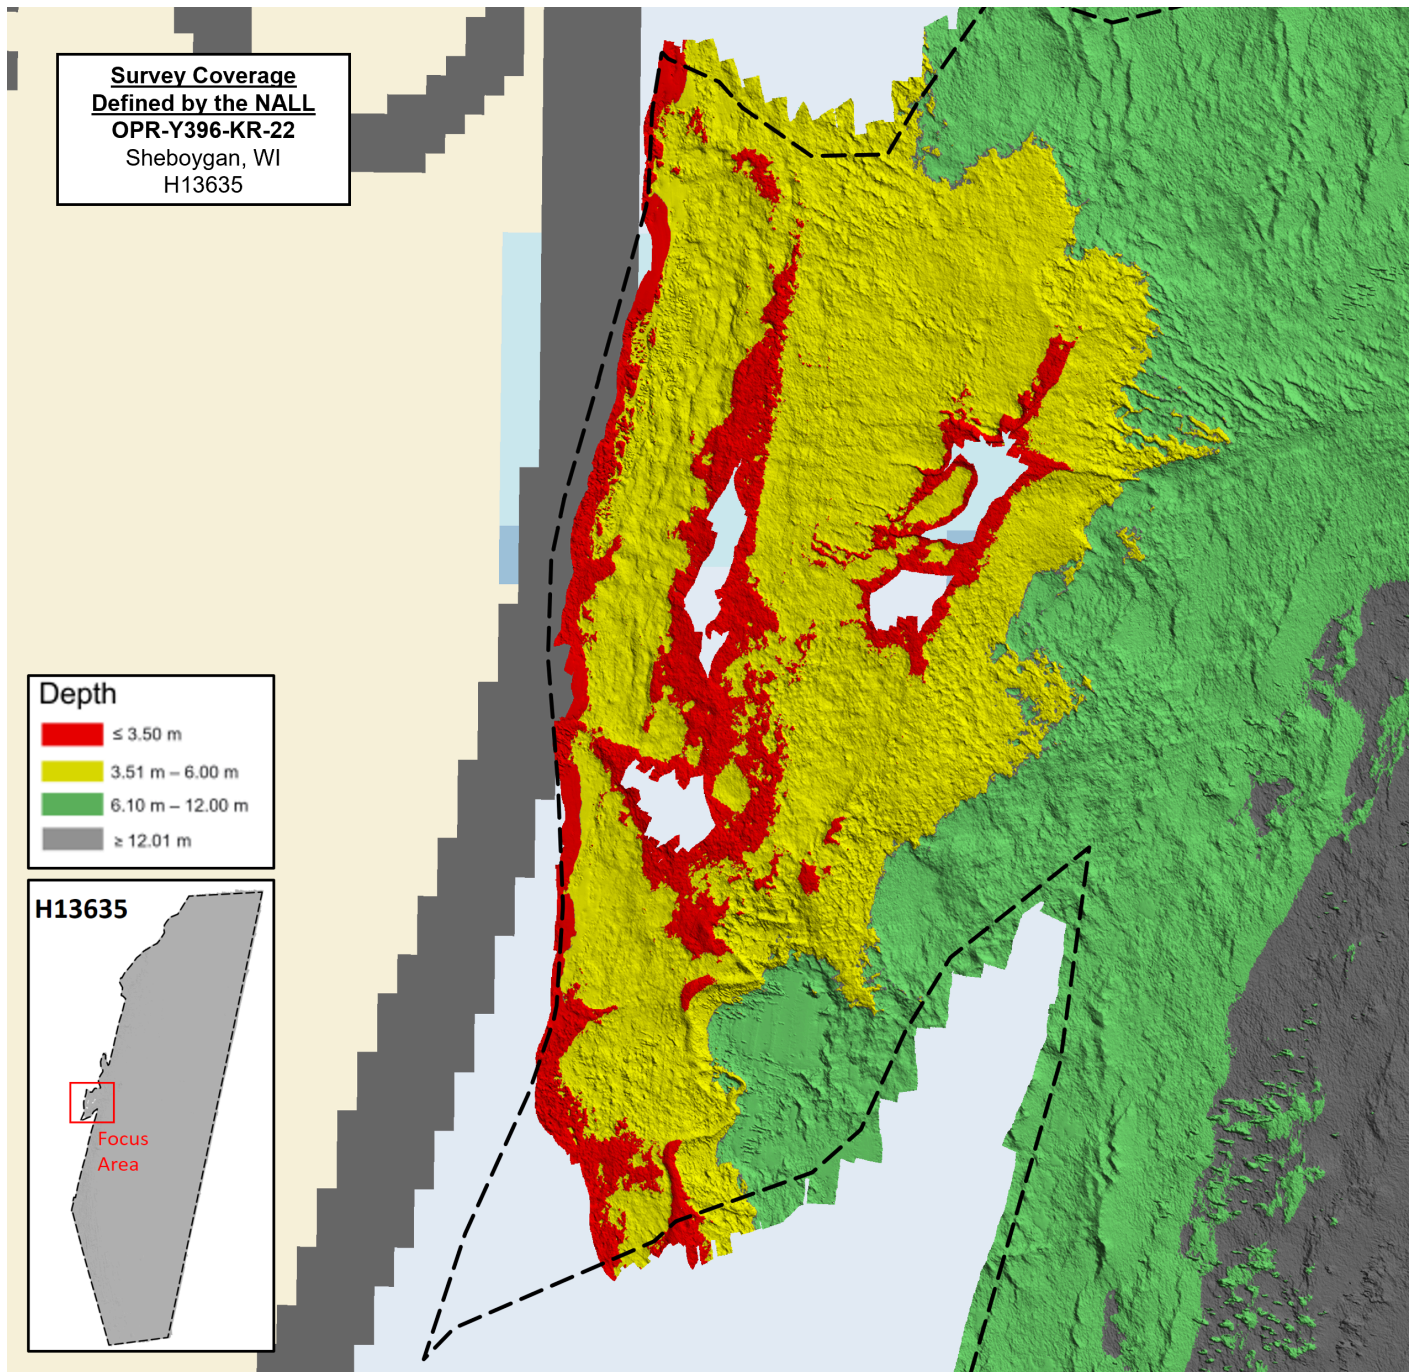 Survey Coverage
Defined by the NALL
OPR-Y396-KR-22
Sheboygan, WI
H13635
Depth
≤ 3.50 m
3.51 m – 6.00 m
6.10 m – 12.00 m
≥ 12.01 m
H13635
Focus
Area